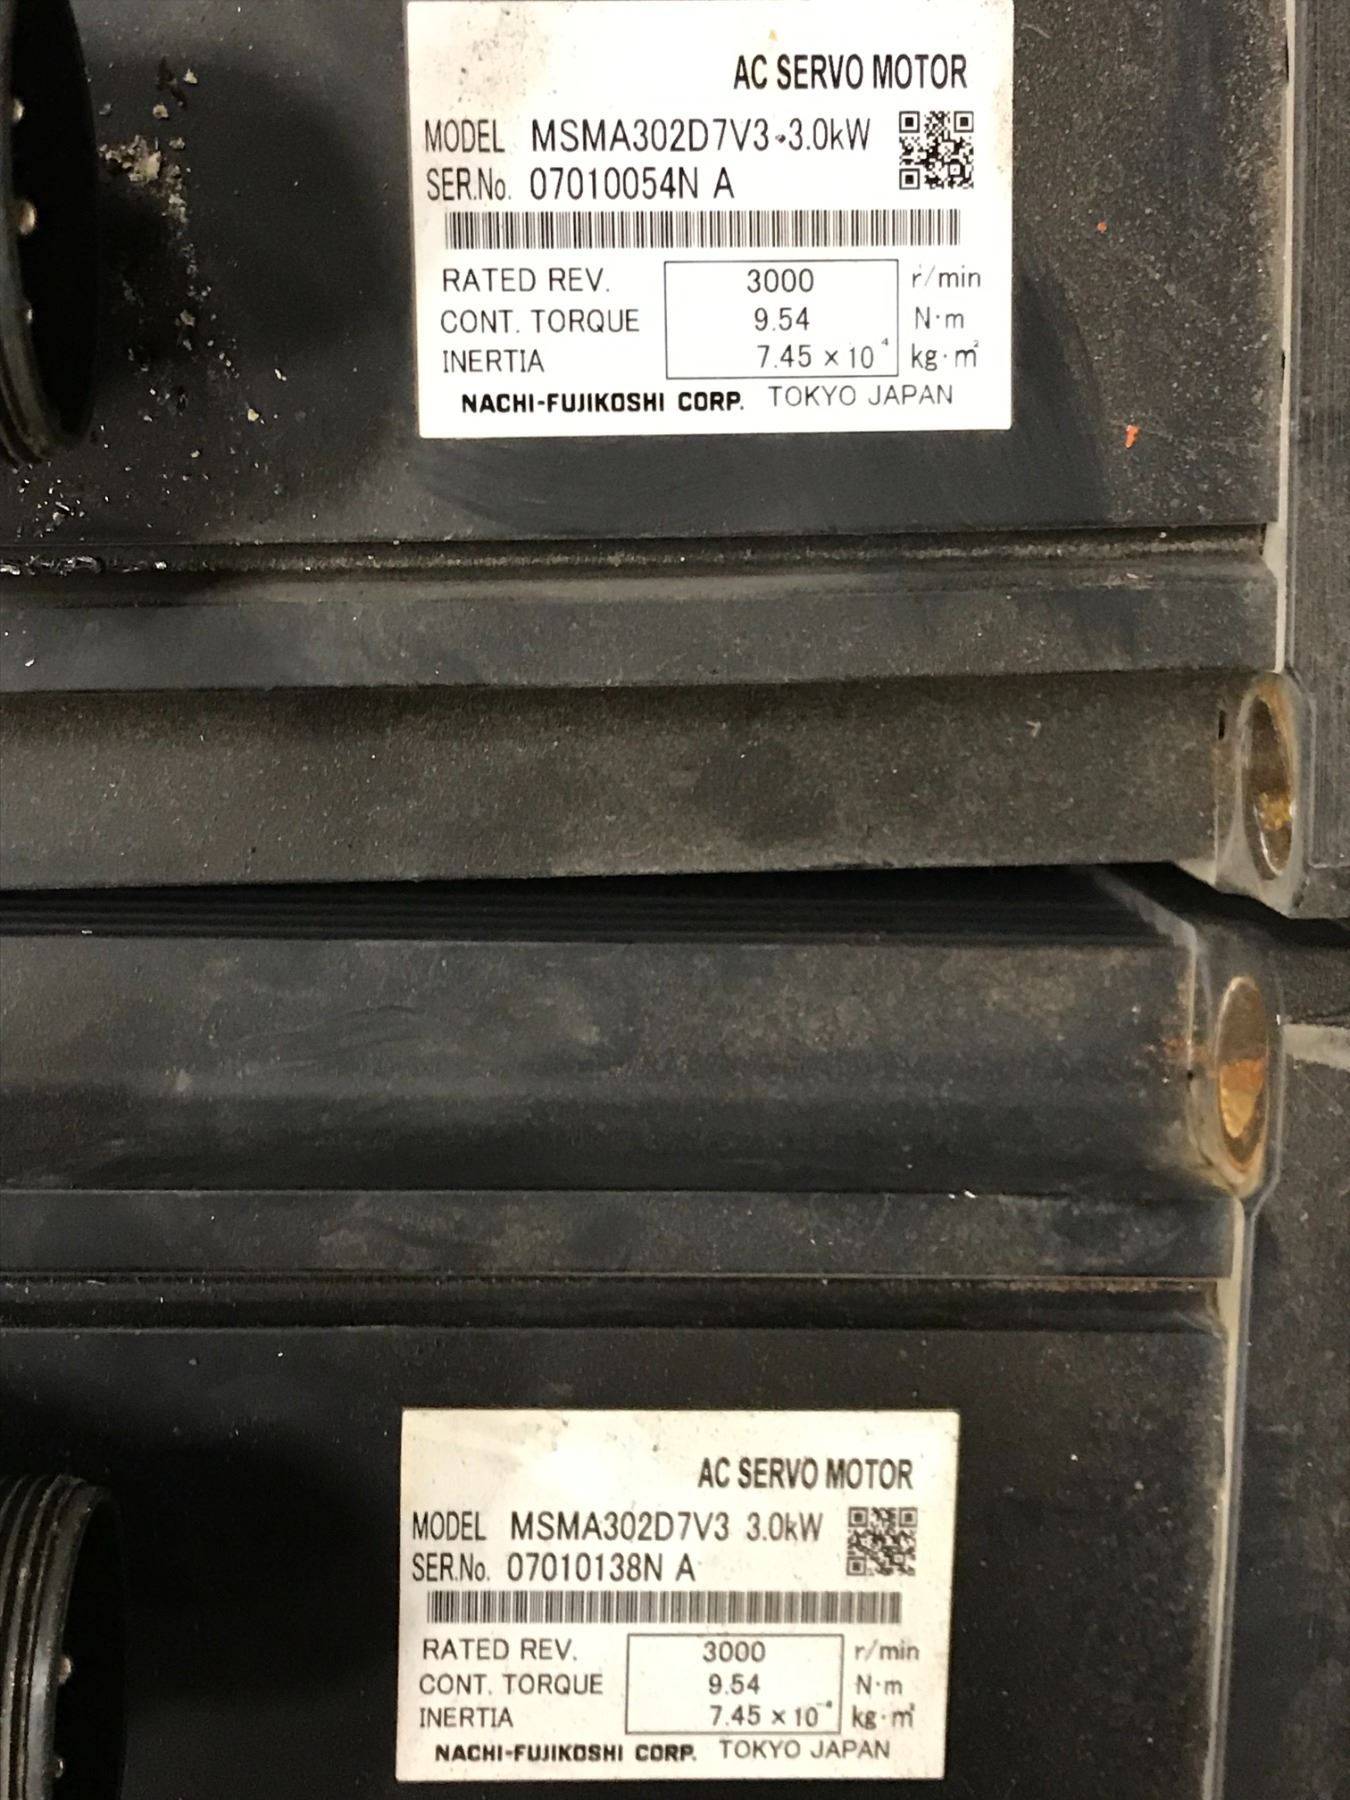 AC SERVO MOTOR
MODEL MSMA302D7V3 3.0kW
SER.No. 07010054N A
RATED REV. 3000 r/min
CONT. TORQUE 9.54 N·m
INERTIA 7.45 × 10⁻⁴ kg·m²
NACHI-FUJIKOSHI CORP. TOKYO JAPAN
AC SERVO MOTOR
MODEL MSMA302D7V3 3.0kW
SER.No. 07010138N A
RATED REV. 3000 r/min
CONT. TORQUE 9.54 N·m
INERTIA 7.45 × 10⁻⁴ kg·m²
NACHI-FUJIKOSHI CORP. TOKYO JAPAN